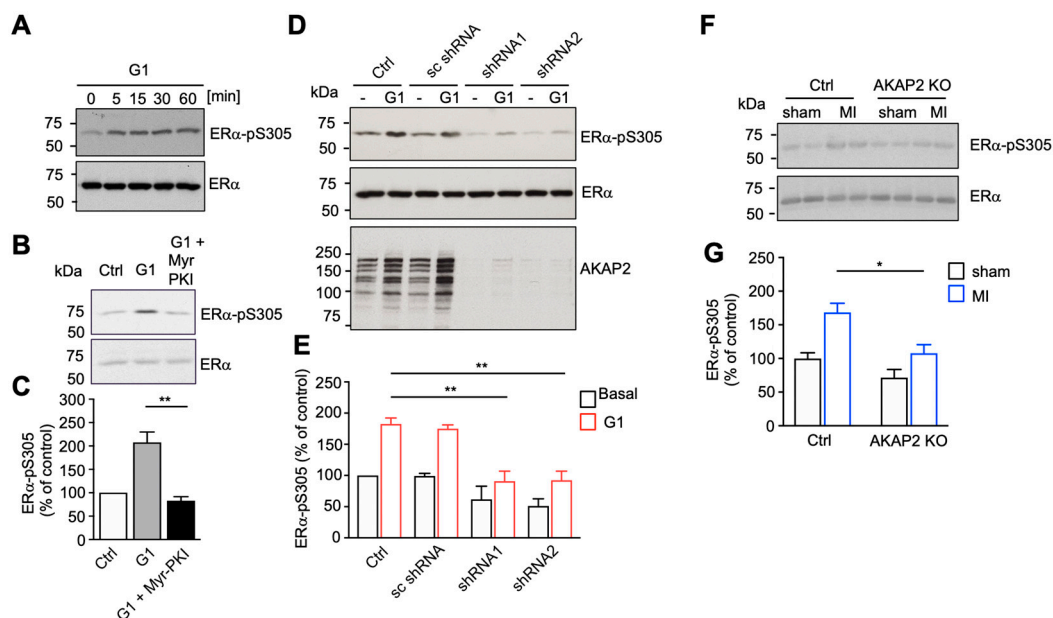 A
G1
0 5 15 30 60 [min]
75
50
ERα-pS305
75
50
ERα
B
kDa
Ctrl
G1
G1 +
Myr
PKI
75
50
ERα-pS305
75
50
ERα
C
ERα-pS305
(% of control)
300
250
200
150
100
50
0
**
Ctrl
G1
G1 + Myr-PKI
D
Ctrl
sc shRNA
shRNA1
shRNA2
kDa
- G1 - G1 - G1 - G1
75
50
ERα-pS305
75
50
ERα
250
150
100
75
AKAP2
E
ERα-pS305 (% of control)
250
200
150
100
50
0
**
**
Basal
G1
Ctrl
sc shRNA
shRNA1
shRNA2
F
Ctrl AKAP2 KO
kDa
sham MI sham MI
75
50
ERα-pS305
75
50
ERα
G
ERα-pS305
(% of control)
250
200
150
100
50
0
*
sham
MI
Ctrl AKAP2 KO